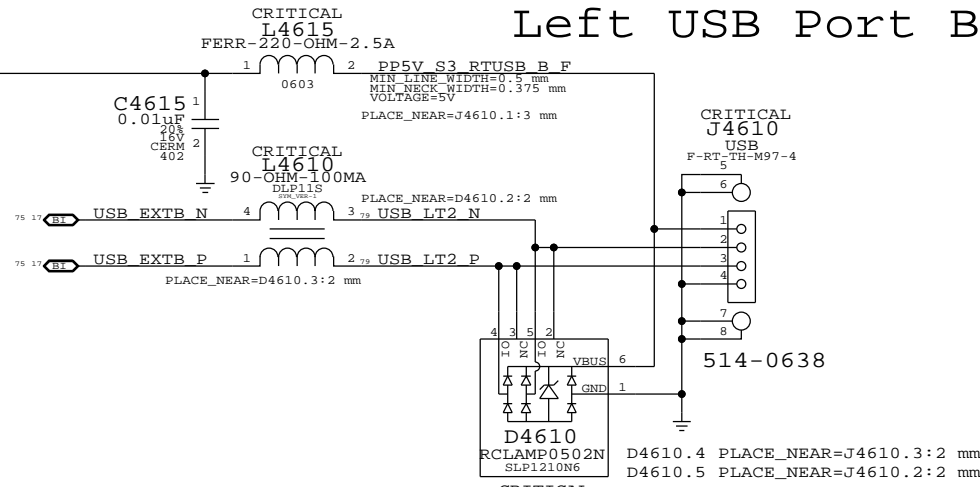 Left USB Port B
CRITICAL
L4615
FERR-220-OHM-2.5A
1 2 PP5V_S3_RTUSB_B_F
0603
MIN_LINE_WIDTH=0.5 mm
MIN_NECK_WIDTH=0.375 mm
VOLTAGE=5V
PLACE_NEAR=J4610.1:3 mm
C4615 1
0.01uF
20%
16V
CERM 2
402
CRITICAL
L4610
90-OHM-100MA
DLP11S
SYM_VER-1
PLACE_NEAR=D4610.2:2 mm
75 17 BI USB_EXTB_N 4 3 79 USB_LT2_N
75 17 BI USB_EXTB_P 1 2 79 USB_LT2_P
PLACE_NEAR=D4610.3:2 mm
CRITICAL
J4610
USB
F-RT-TH-M97-4
5
6
1
2
3
4
7
8
514-0638
4 3 5 2
IO NC IO NC
VBUS 6
GND 1
D4610
RCLAMP0502N
SLP1210N6
CRITICAL
D4610.4 PLACE_NEAR=J4610.3:2 mm
D4610.5 PLACE_NEAR=J4610.2:2 mm